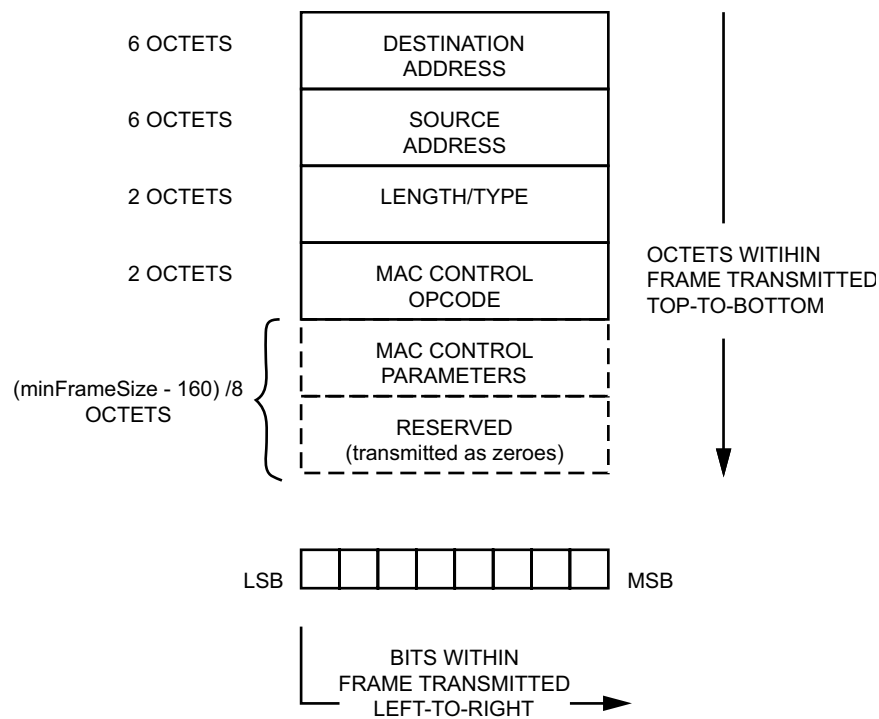 6 OCTETS
DESTINATION
ADDRESS
6 OCTETS
SOURCE
ADDRESS
2 OCTETS
LENGTH/TYPE
2 OCTETS
MAC CONTROL
OPCODE
OCTETS WITIHIN
FRAME TRANSMITTED
TOP-TO-BOTTOM
(minFrameSize - 160) /8
OCTETS
MAC CONTROL
PARAMETERS
RESERVED
(transmitted as zeroes)
LSB
MSB
BITS WITHIN
FRAME TRANSMITTED
LEFT-TO-RIGHT